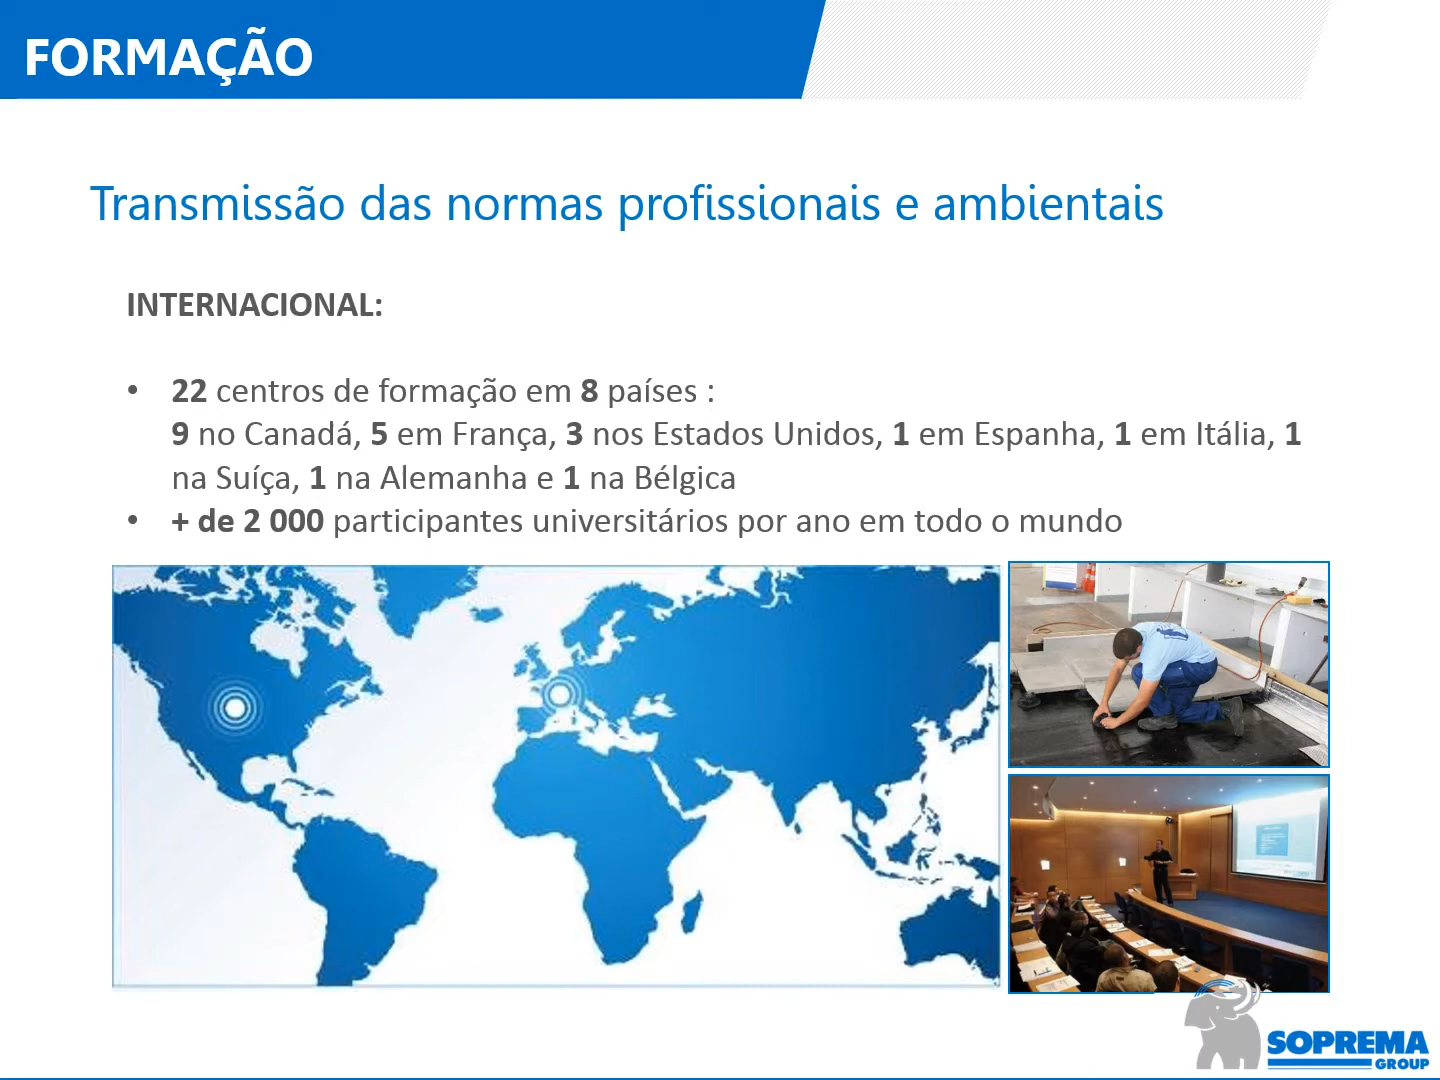 FORMAÇÃO
Transmissão das normas profissionais e ambientais
INTERNACIONAL:
• 22 centros de formação em 8 países :
9 no Canadá, 5 em França, 3 nos Estados Unidos, 1 em Espanha, 1 em Itália, 1
na Suíça, 1 na Alemanha e 1 na Bélgica
• + de 2 000 participantes universitários por ano em todo o mundo
SOPREMA
GROUP